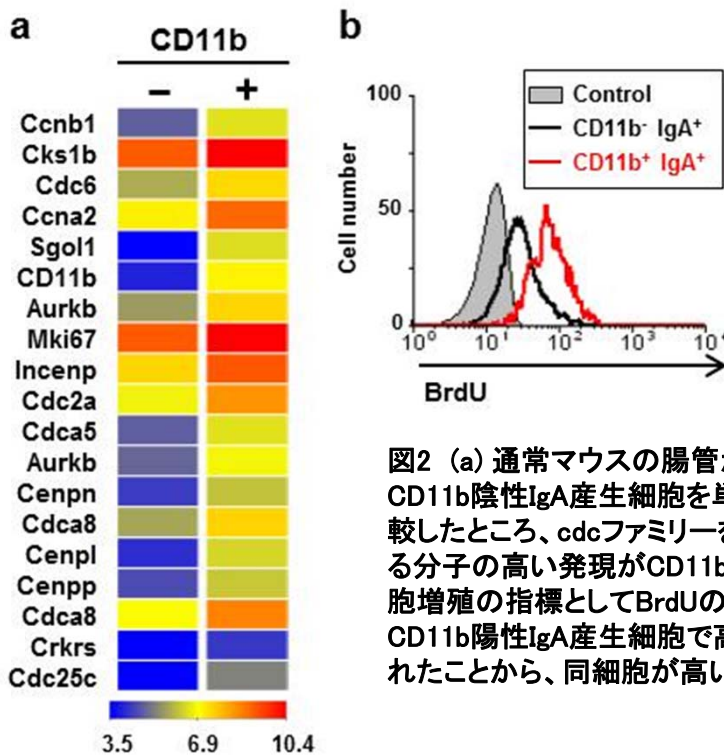 a
CD11b
− +
Ccnb1
Cks1b
Cdc6
Ccna2
Sgol1
CD11b
Aurkb
Mki67
Incenp
Cdc2a
Cdca5
Aurkb
Cenpn
Cdca8
Cenpl
Cenpp
Cdca8
Crkrs
Cdc25c
3.5 6.9 10.4
b
Control
CD11b⁻ IgA⁺
CD11b⁺ IgA⁺
Cell number
100
50
0
10⁰ 10¹ 10² 10³
BrdU
図2 (a) 通常マウスの腸管
CD11b陰性IgA産生細胞を
較したところ、cdcファミリー
る分子の高い発現がCD11b
胞増殖の指標としてBrdUの
CD11b陽性IgA産生細胞で
れたことから、同細胞が高い